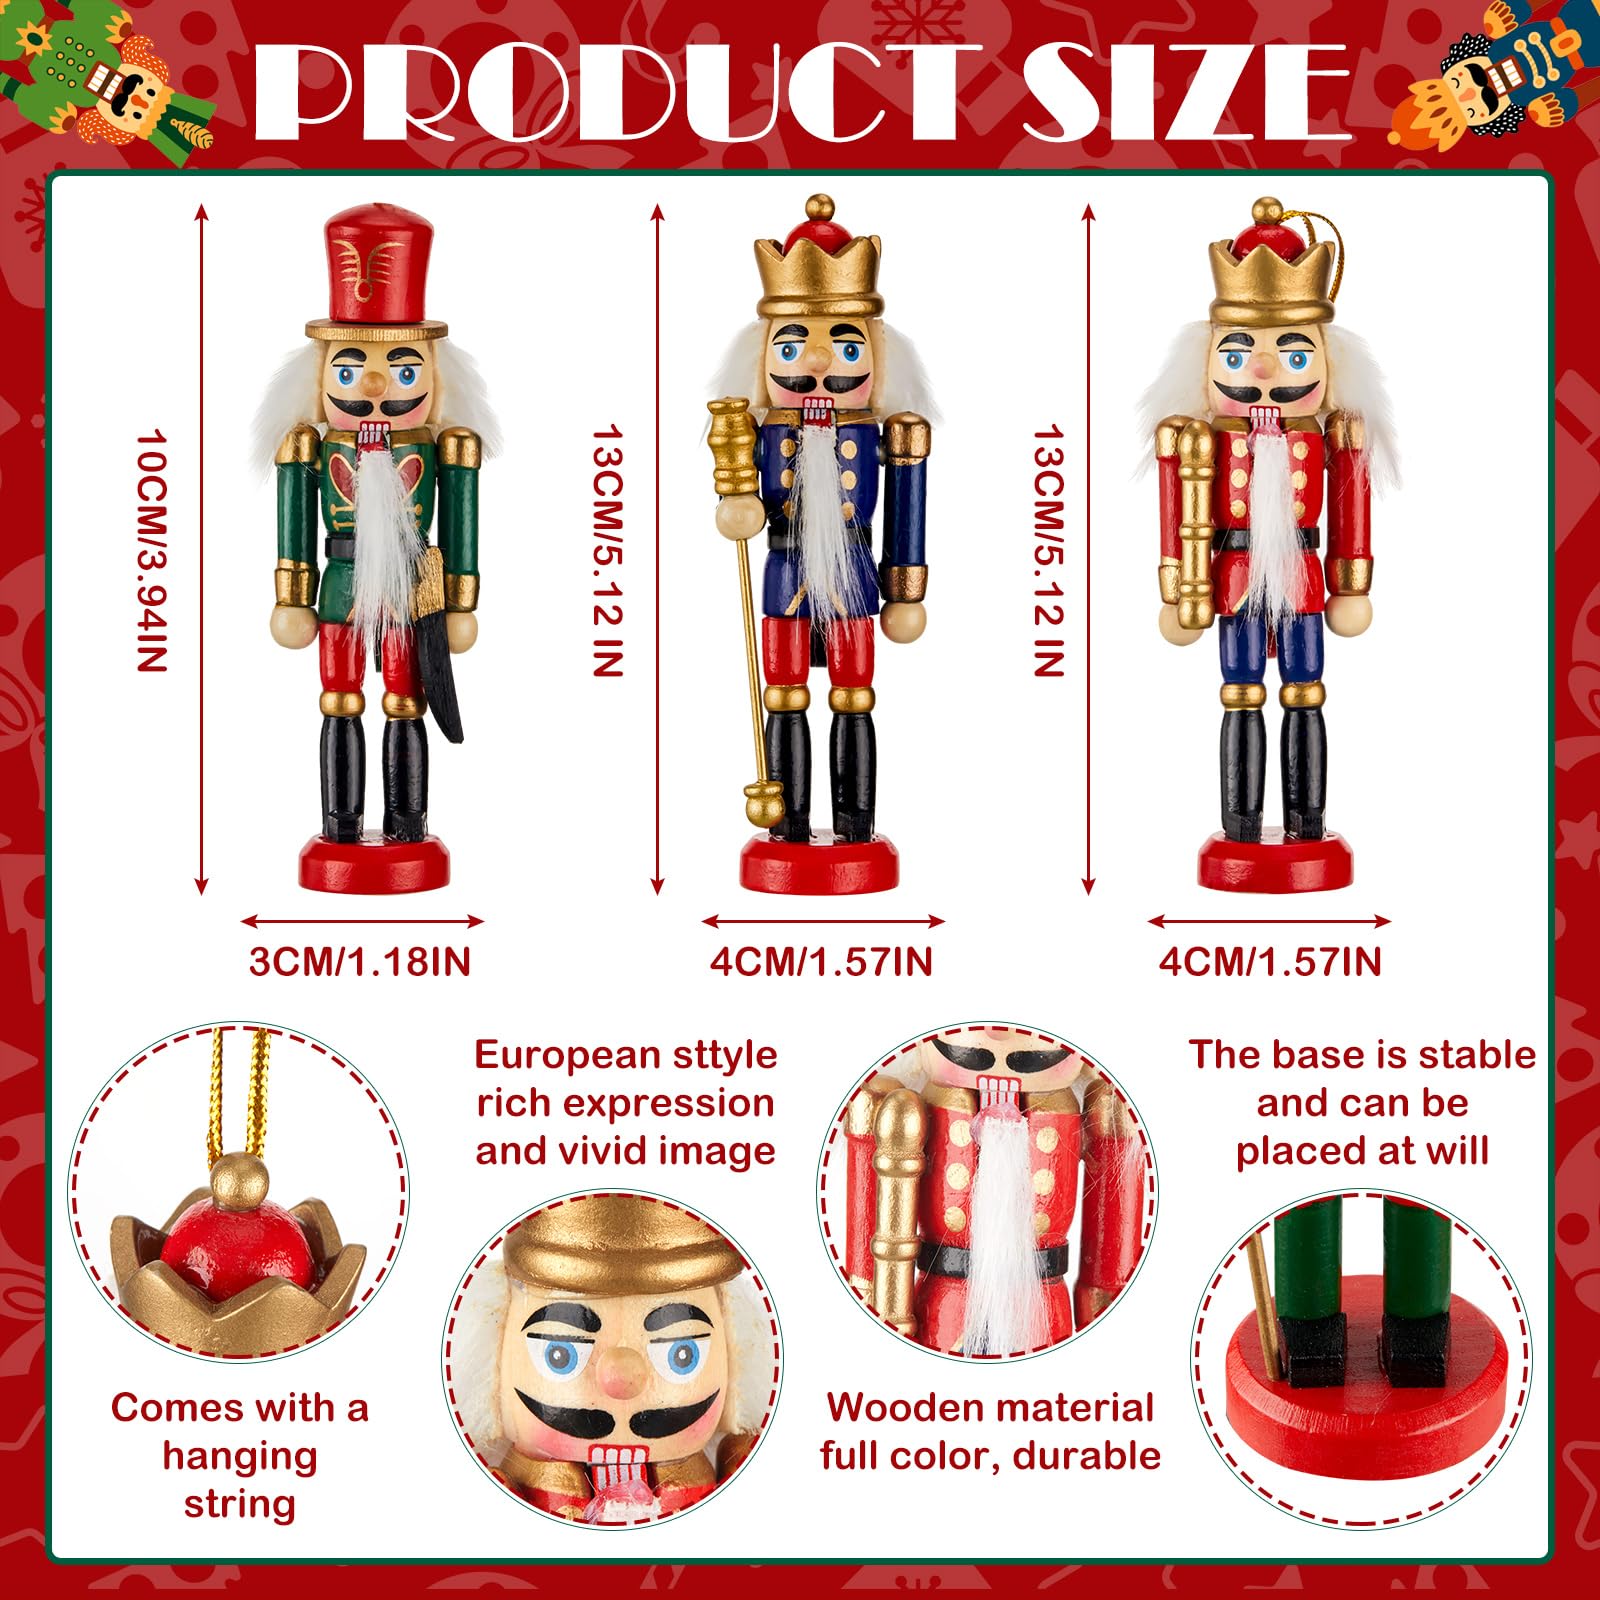 PRODUCT SIZE
10CM/3.94IN
13CM/5.12 IN
13CM/5.12 IN
3CM/1.18IN
4CM/1.57IN
4CM/1.57IN
European sttyle
rich expression
and vivid image
The base is stable
and can be
placed at will
Comes with a
hanging
string
Wooden material
full color, durable